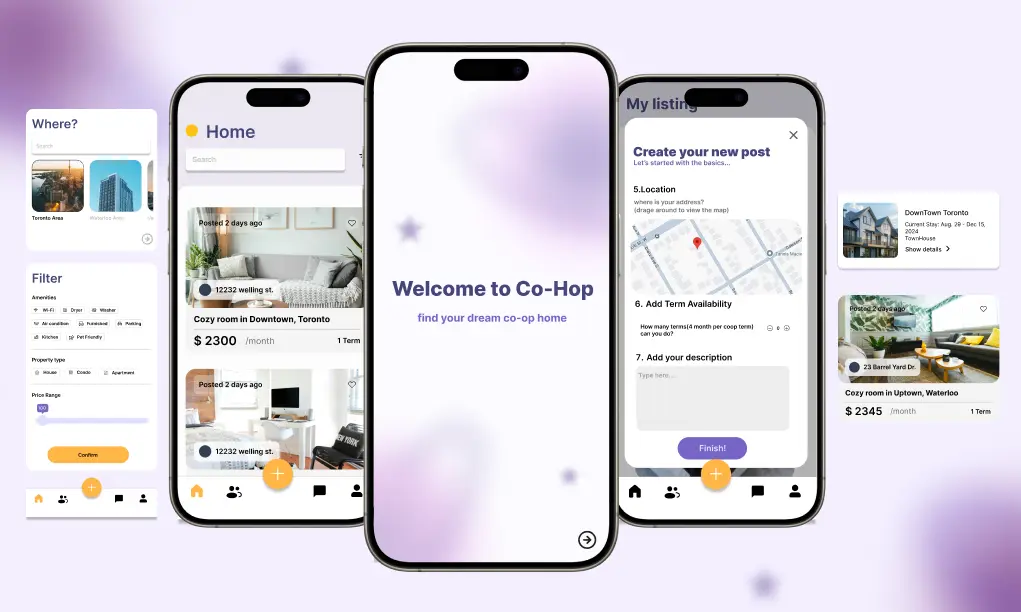 Where?
Search
Toronto Area
Waterloo Area
Filter
Amenities
Wi-Fi
Dryer
Washer
Air condition
Furnished
Parking
Kitchen
Pet Friendly
Property type
House
Condo
Apartment
Price Range
Confirm
Home
Search
Posted 2 days ago
12232 welling st.
Cozy room in Downtown, Toronto
$ 2300 /month
1 Term
Posted 2 days ago
NEW YORK
12232 welling st.
Welcome to Co-Hop
find your dream co-op home
My listing
Create your new post
Let's started with the basics...
5.Location
where is your address?
(drage around to view the map)
6. Add Term Availability
How many terms(4 month per coop term)
can you do?
0
7. Add your description
Type here...
Finish!
DownTown Toronto
Current Stay: Aug. 29 - Dec 15,
2024
TownHouse
Show details
Posted 2 days ago
23 Barrel Yard Dr.
Cozy room in Uptown, Waterloo
$ 2345 /month
1 Term